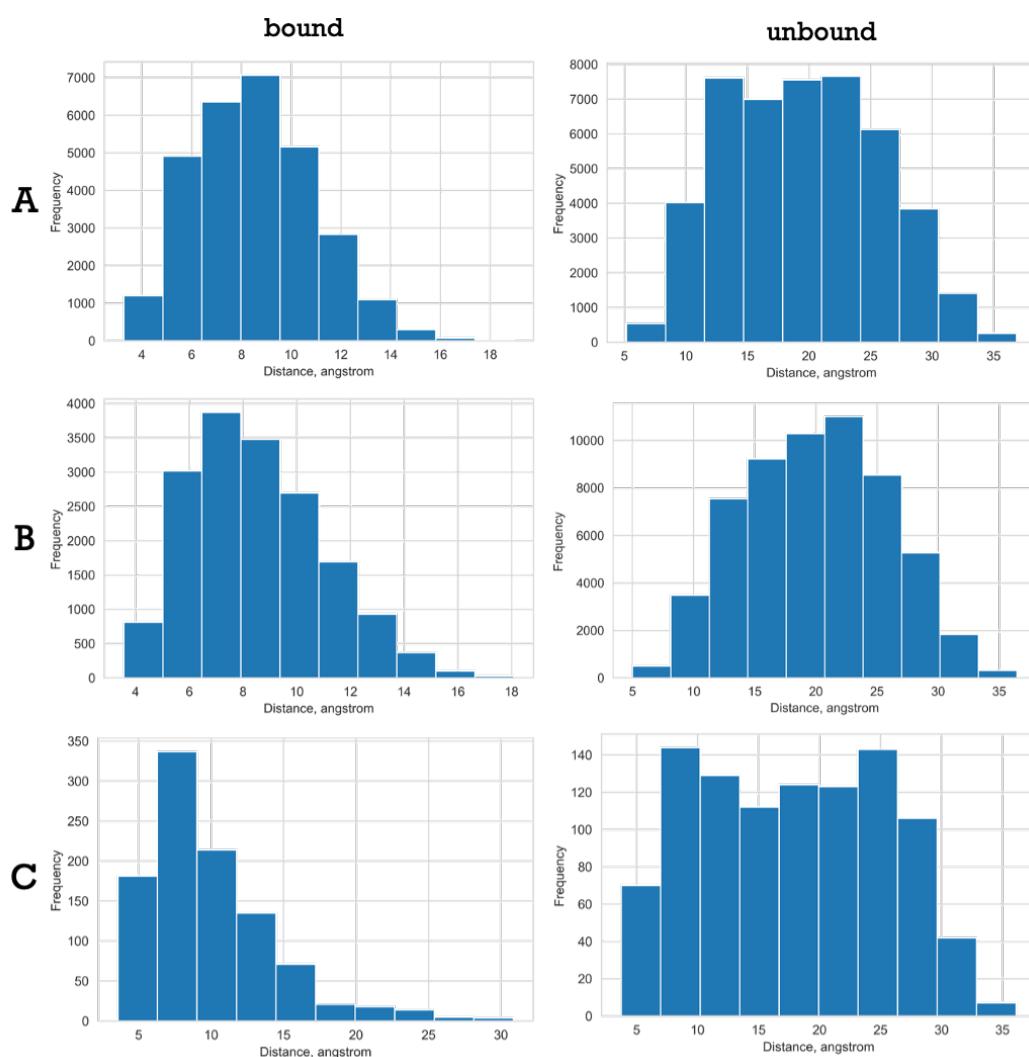 bound
unbound
A
Frequency
7000
6000
5000
4000
3000
2000
1000
0
4 6 8 10 12 14 16 18
Distance, angstrom
Frequency
8000
7000
6000
5000
4000
3000
2000
1000
0
5 10 15 20 25 30 35
Distance, angstrom
B
Frequency
4000
3500
3000
2500
2000
1500
1000
500
0
4 6 8 10 12 14 16 18
Distance, angstrom
Frequency
10000
8000
6000
4000
2000
0
5 10 15 20 25 30 35
Distance, angstrom
C
Frequency
350
300
250
200
150
100
50
0
5 10 15 20 25 30
Distance, angstrom
Frequency
140
120
100
80
60
40
20
0
5 10 15 20 25 30 35
Distance, angstrom